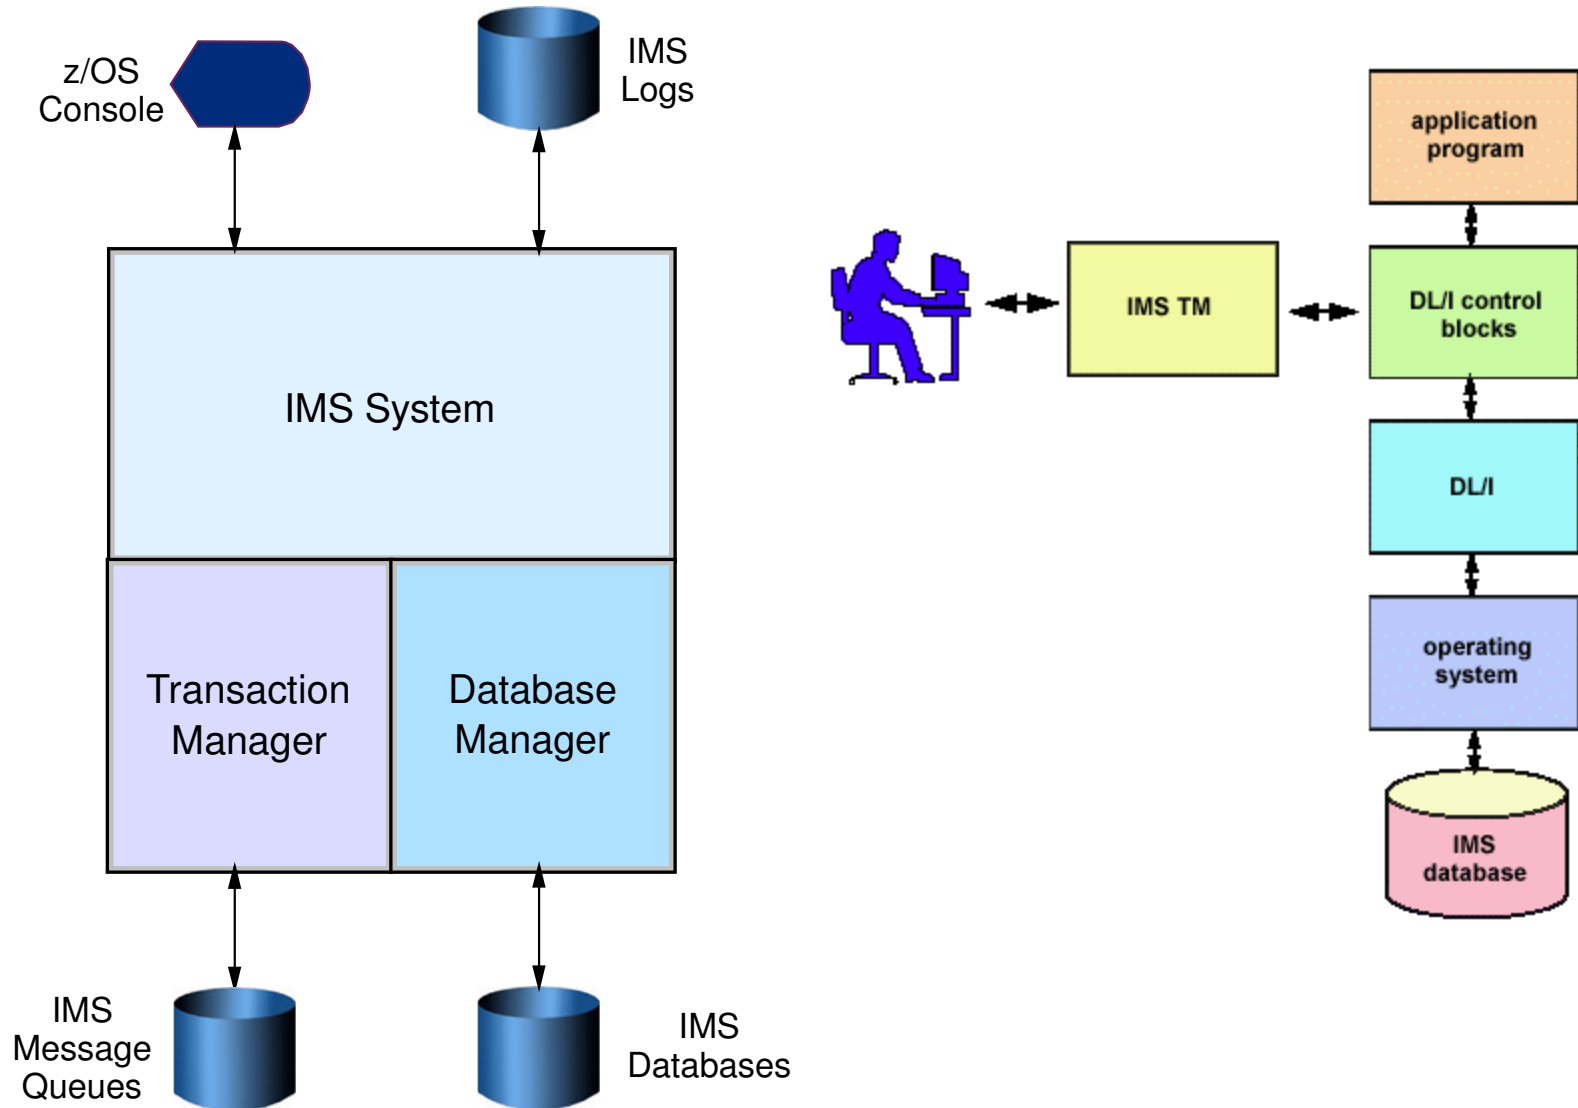 z/OS
Console
IMS
Logs
IMS System
Transaction
Manager
Database
Manager
IMS
Message
Queues
IMS
Databases
application
program
IMS TM
DL/I control
blocks
DL/I
operating
system
IMS
database